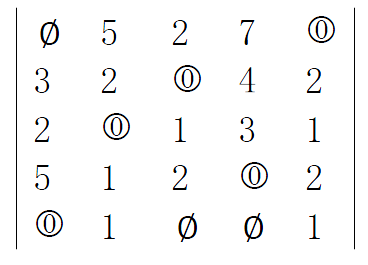 ∅ 5 2 7 ⓪
3 2 ⓪ 4 2
2 ⓪ 1 3 1
5 1 2 ⓪ 2
⓪ 1 ∅ ∅ 1